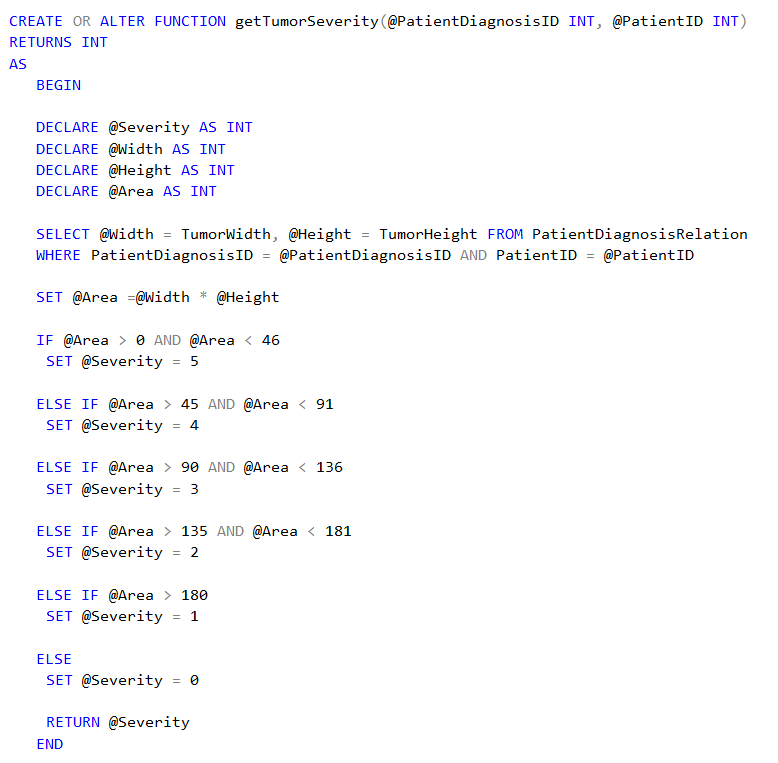 CREATE OR ALTER FUNCTION getTumorSeverity(@PatientDiagnosisID INT, @PatientID INT)
RETURNS INT
AS
BEGIN
DECLARE @Severity AS INT
DECLARE @Width AS INT
DECLARE @Height AS INT
DECLARE @Area AS INT
SELECT @Width = TumorWidth, @Height = TumorHeight FROM PatientDiagnosisRelation
WHERE PatientDiagnosisID = @PatientDiagnosisID AND PatientID = @PatientID
SET @Area =@Width * @Height
IF @Area > 0 AND @Area < 46
SET @Severity = 5
ELSE IF @Area > 45 AND @Area < 91
SET @Severity = 4
ELSE IF @Area > 90 AND @Area < 136
SET @Severity = 3
ELSE IF @Area > 135 AND @Area < 181
SET @Severity = 2
ELSE IF @Area > 180
SET @Severity = 1
ELSE
SET @Severity = 0
RETURN @Severity
END